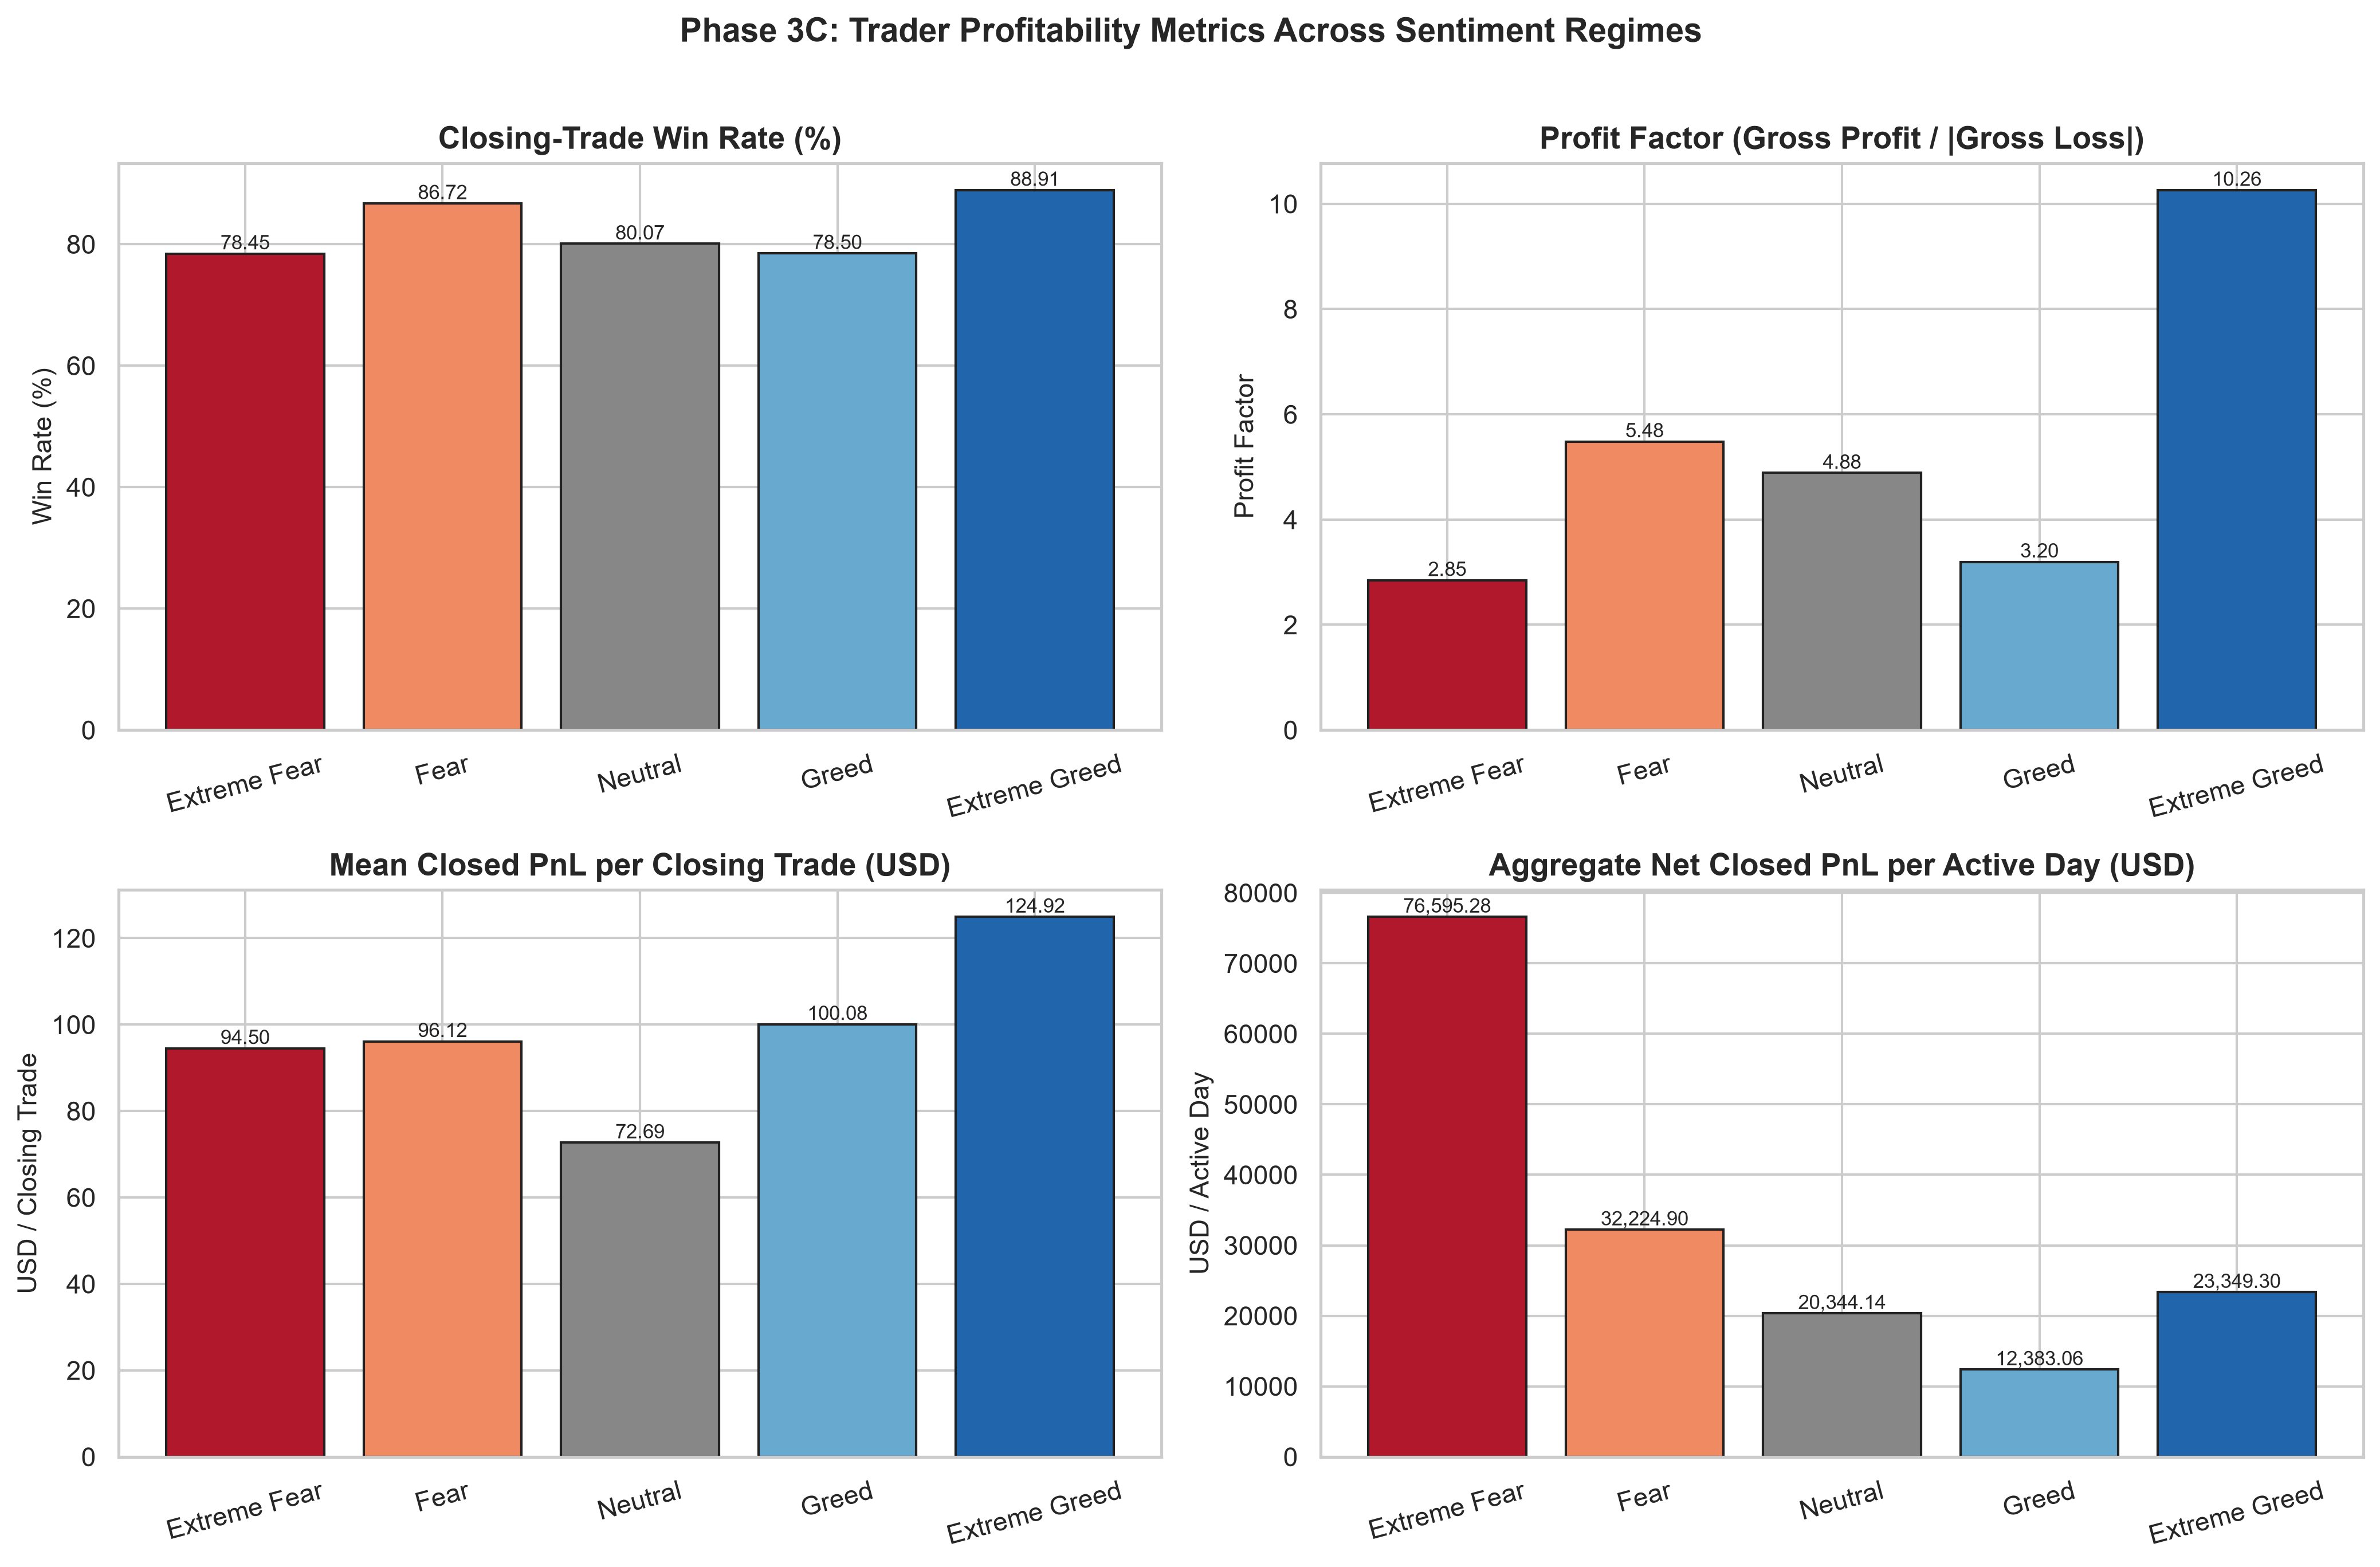 Phase 3C: Trader Profitability Metrics Across Sentiment Regimes
Closing-Trade Win Rate (%)
Win Rate (%)
80
60
40
20
0
78.45
86.72
80.07
78.50
88.91
Extreme Fear
Fear
Neutral
Greed
Extreme Greed
Profit Factor (Gross Profit / |Gross Loss|)
Profit Factor
10
8
6
4
2
0
2.85
5.48
4.88
3.20
10.26
Extreme Fear
Fear
Neutral
Greed
Extreme Greed
Mean Closed PnL per Closing Trade (USD)
USD / Closing Trade
120
100
80
60
40
20
0
94.50
96.12
72.69
100.08
124.92
Extreme Fear
Fear
Neutral
Greed
Extreme Greed
Aggregate Net Closed PnL per Active Day (USD)
USD / Active Day
80000
70000
60000
50000
40000
30000
20000
10000
0
76,595.28
32,224.90
20,344.14
12,383.06
23,349.30
Extreme Fear
Fear
Neutral
Greed
Extreme Greed